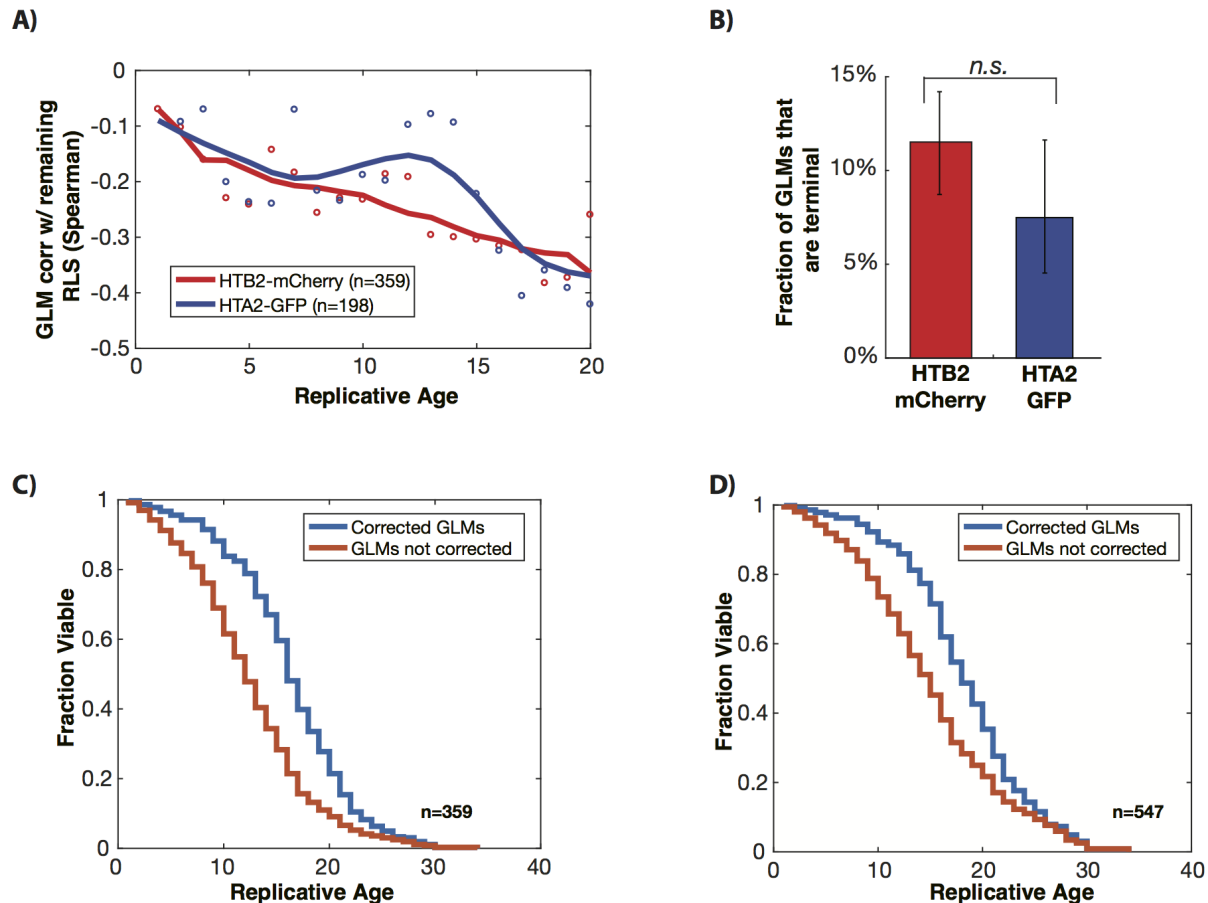 A)
GLM corr w/ remaining
RLS (Spearman)
0
-0.1
-0.2
-0.3
-0.4
-0.5
HTB2-mCherry (n=359)
HTA2-GFP (n=198)
0 5 10 15 20
Replicative Age
B)
n.s.
Fraction of GLMs that
are terminal
15%
10%
5%
0%
HTB2
mCherry
HTA2
GFP
C)
Fraction Viable
1
0.8
0.6
0.4
0.2
0
Corrected GLMs
GLMs not corrected
n=359
0 10 20 30 40
Replicative Age
D)
Fraction Viable
1
0.8
0.6
0.4
0.2
0
Corrected GLMs
GLMs not corrected
n=547
0 10 20 30 40
Replicative Age